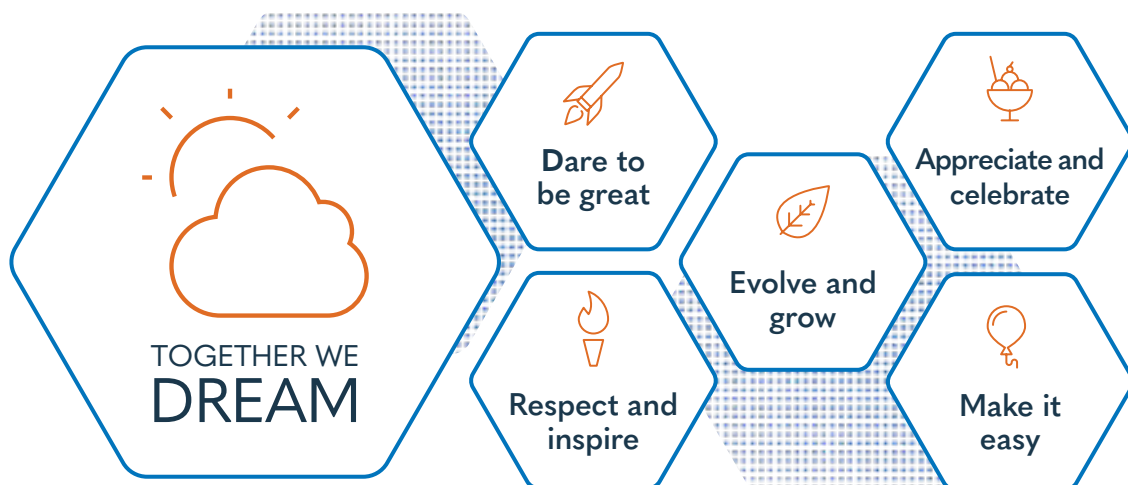 TOGETHER WE
DREAM
Dare to
be great
Respect and
inspire
Evolve and
grow
Appreciate and
celebrate
Make it
easy